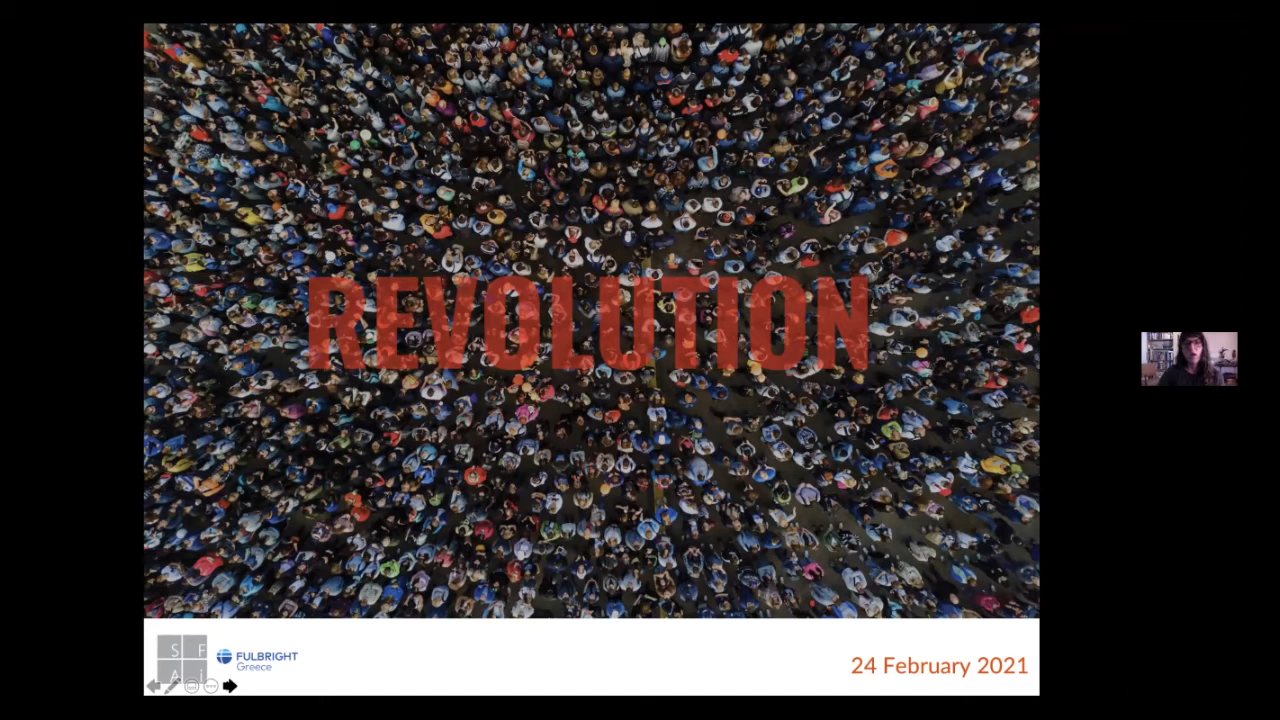 REVOLUTION
S F
A i
FULBRIGHT
Greece
24 February 2021